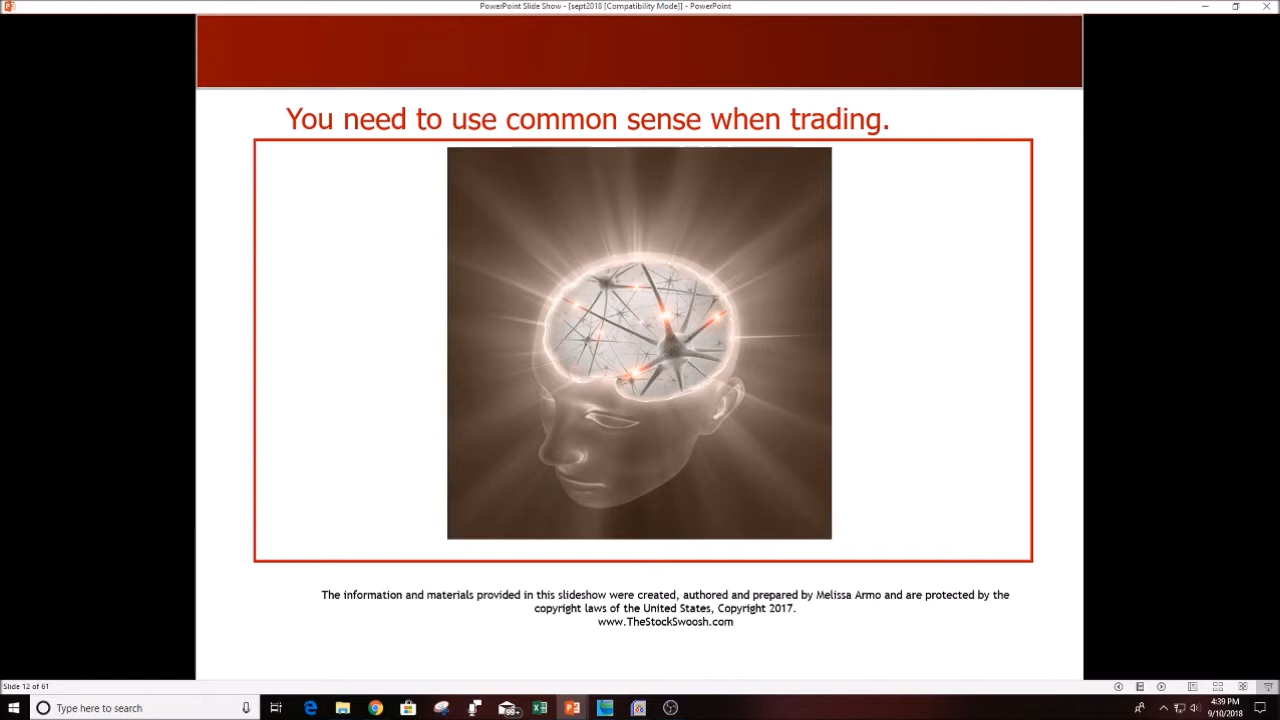 PowerPoint Slide Show - [sept2018 [Compatibility Mode]] - PowerPoint
You need to use common sense when trading.
The information and materials provided in this slideshow were created, authored and prepared by Melissa Armo and are protected by the
copyright laws of the United States, Copyright 2017.
www.TheStockSwoosh.com
Slide 12 of 61
Type here to search
99+
4:39 PM
9/10/2018